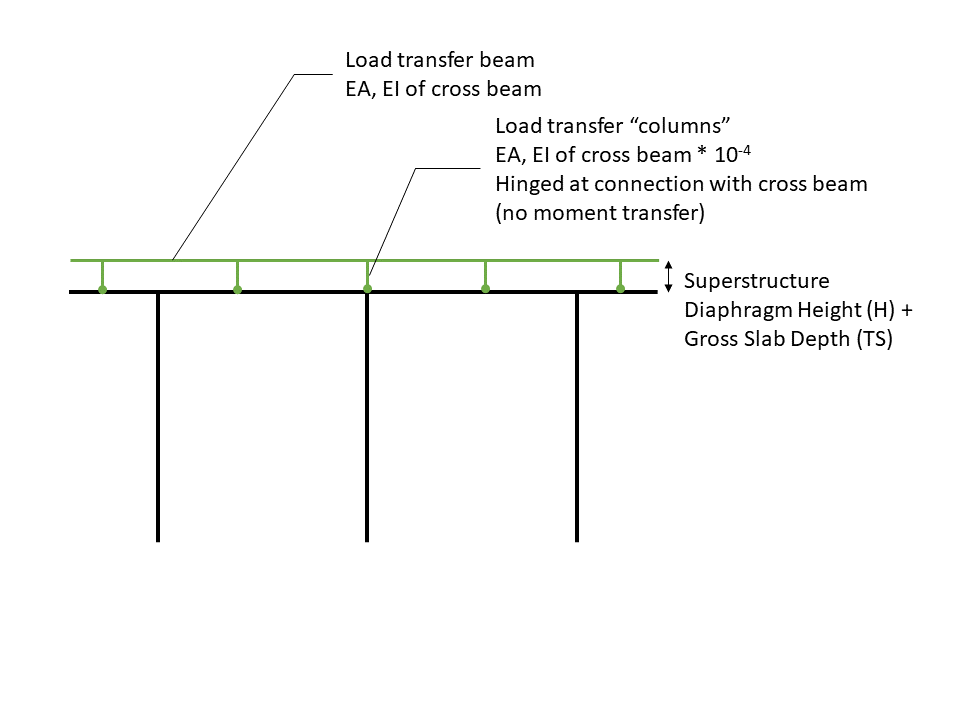 Load transfer beam
EA, EI of cross beam
Load transfer “columns”
EA, EI of cross beam * 10⁻⁴
Hinged at connection with cross beam
(no moment transfer)
Superstructure
Diaphragm Height (H) +
Gross Slab Depth (TS)